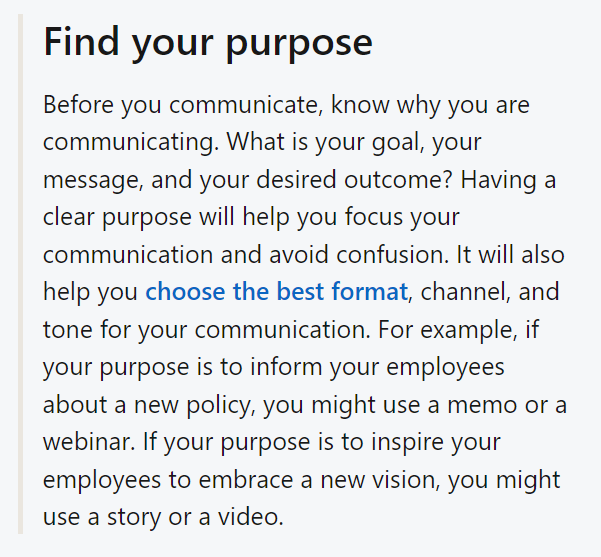 Find your purpose
Before you communicate, know why you are
communicating. What is your goal, your
message, and your desired outcome? Having a
clear purpose will help you focus your
communication and avoid confusion. It will also
help you choose the best format, channel, and
tone for your communication. For example, if
your purpose is to inform your employees
about a new policy, you might use a memo or a
webinar. If your purpose is to inspire your
employees to embrace a new vision, you might
use a story or a video.